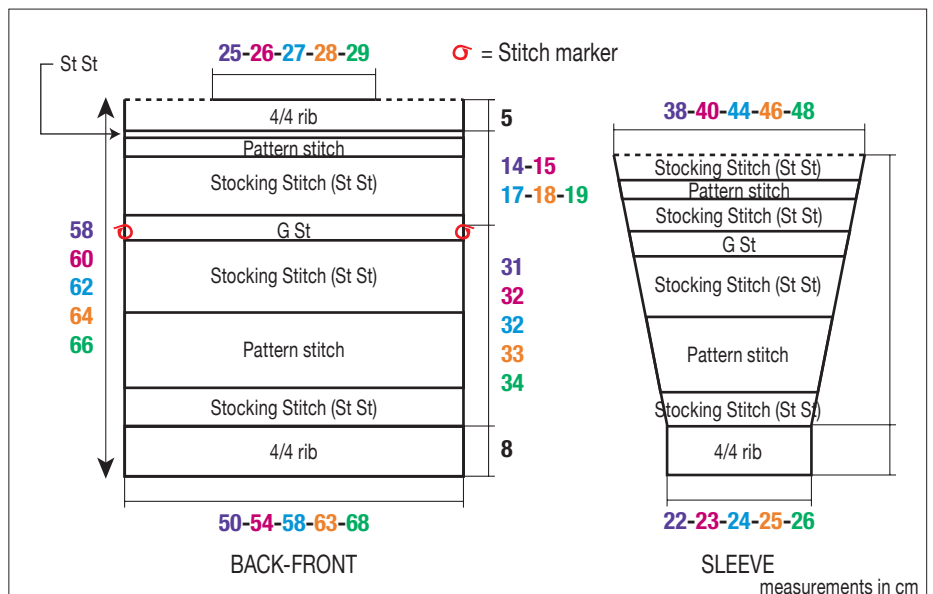 25-26-27-28-29
= Stitch marker
St St
4/4 rib
5
Pattern stitch
Stocking Stitch (St St)
14-15
17-18-19
G St
58
60
62
64
66
Stocking Stitch (St St)
31
32
32
33
34
Pattern stitch
Stocking Stitch (St St)
4/4 rib
8
50-54-58-63-68
BACK-FRONT
38-40-44-46-48
Stocking Stitch (St St)
Pattern stitch
Stocking Stitch (St St)
G St
Stocking Stitch (St St)
Pattern stitch
Stocking Stitch (St St)
4/4 rib
22-23-24-25-26
SLEEVE
measurements in cm